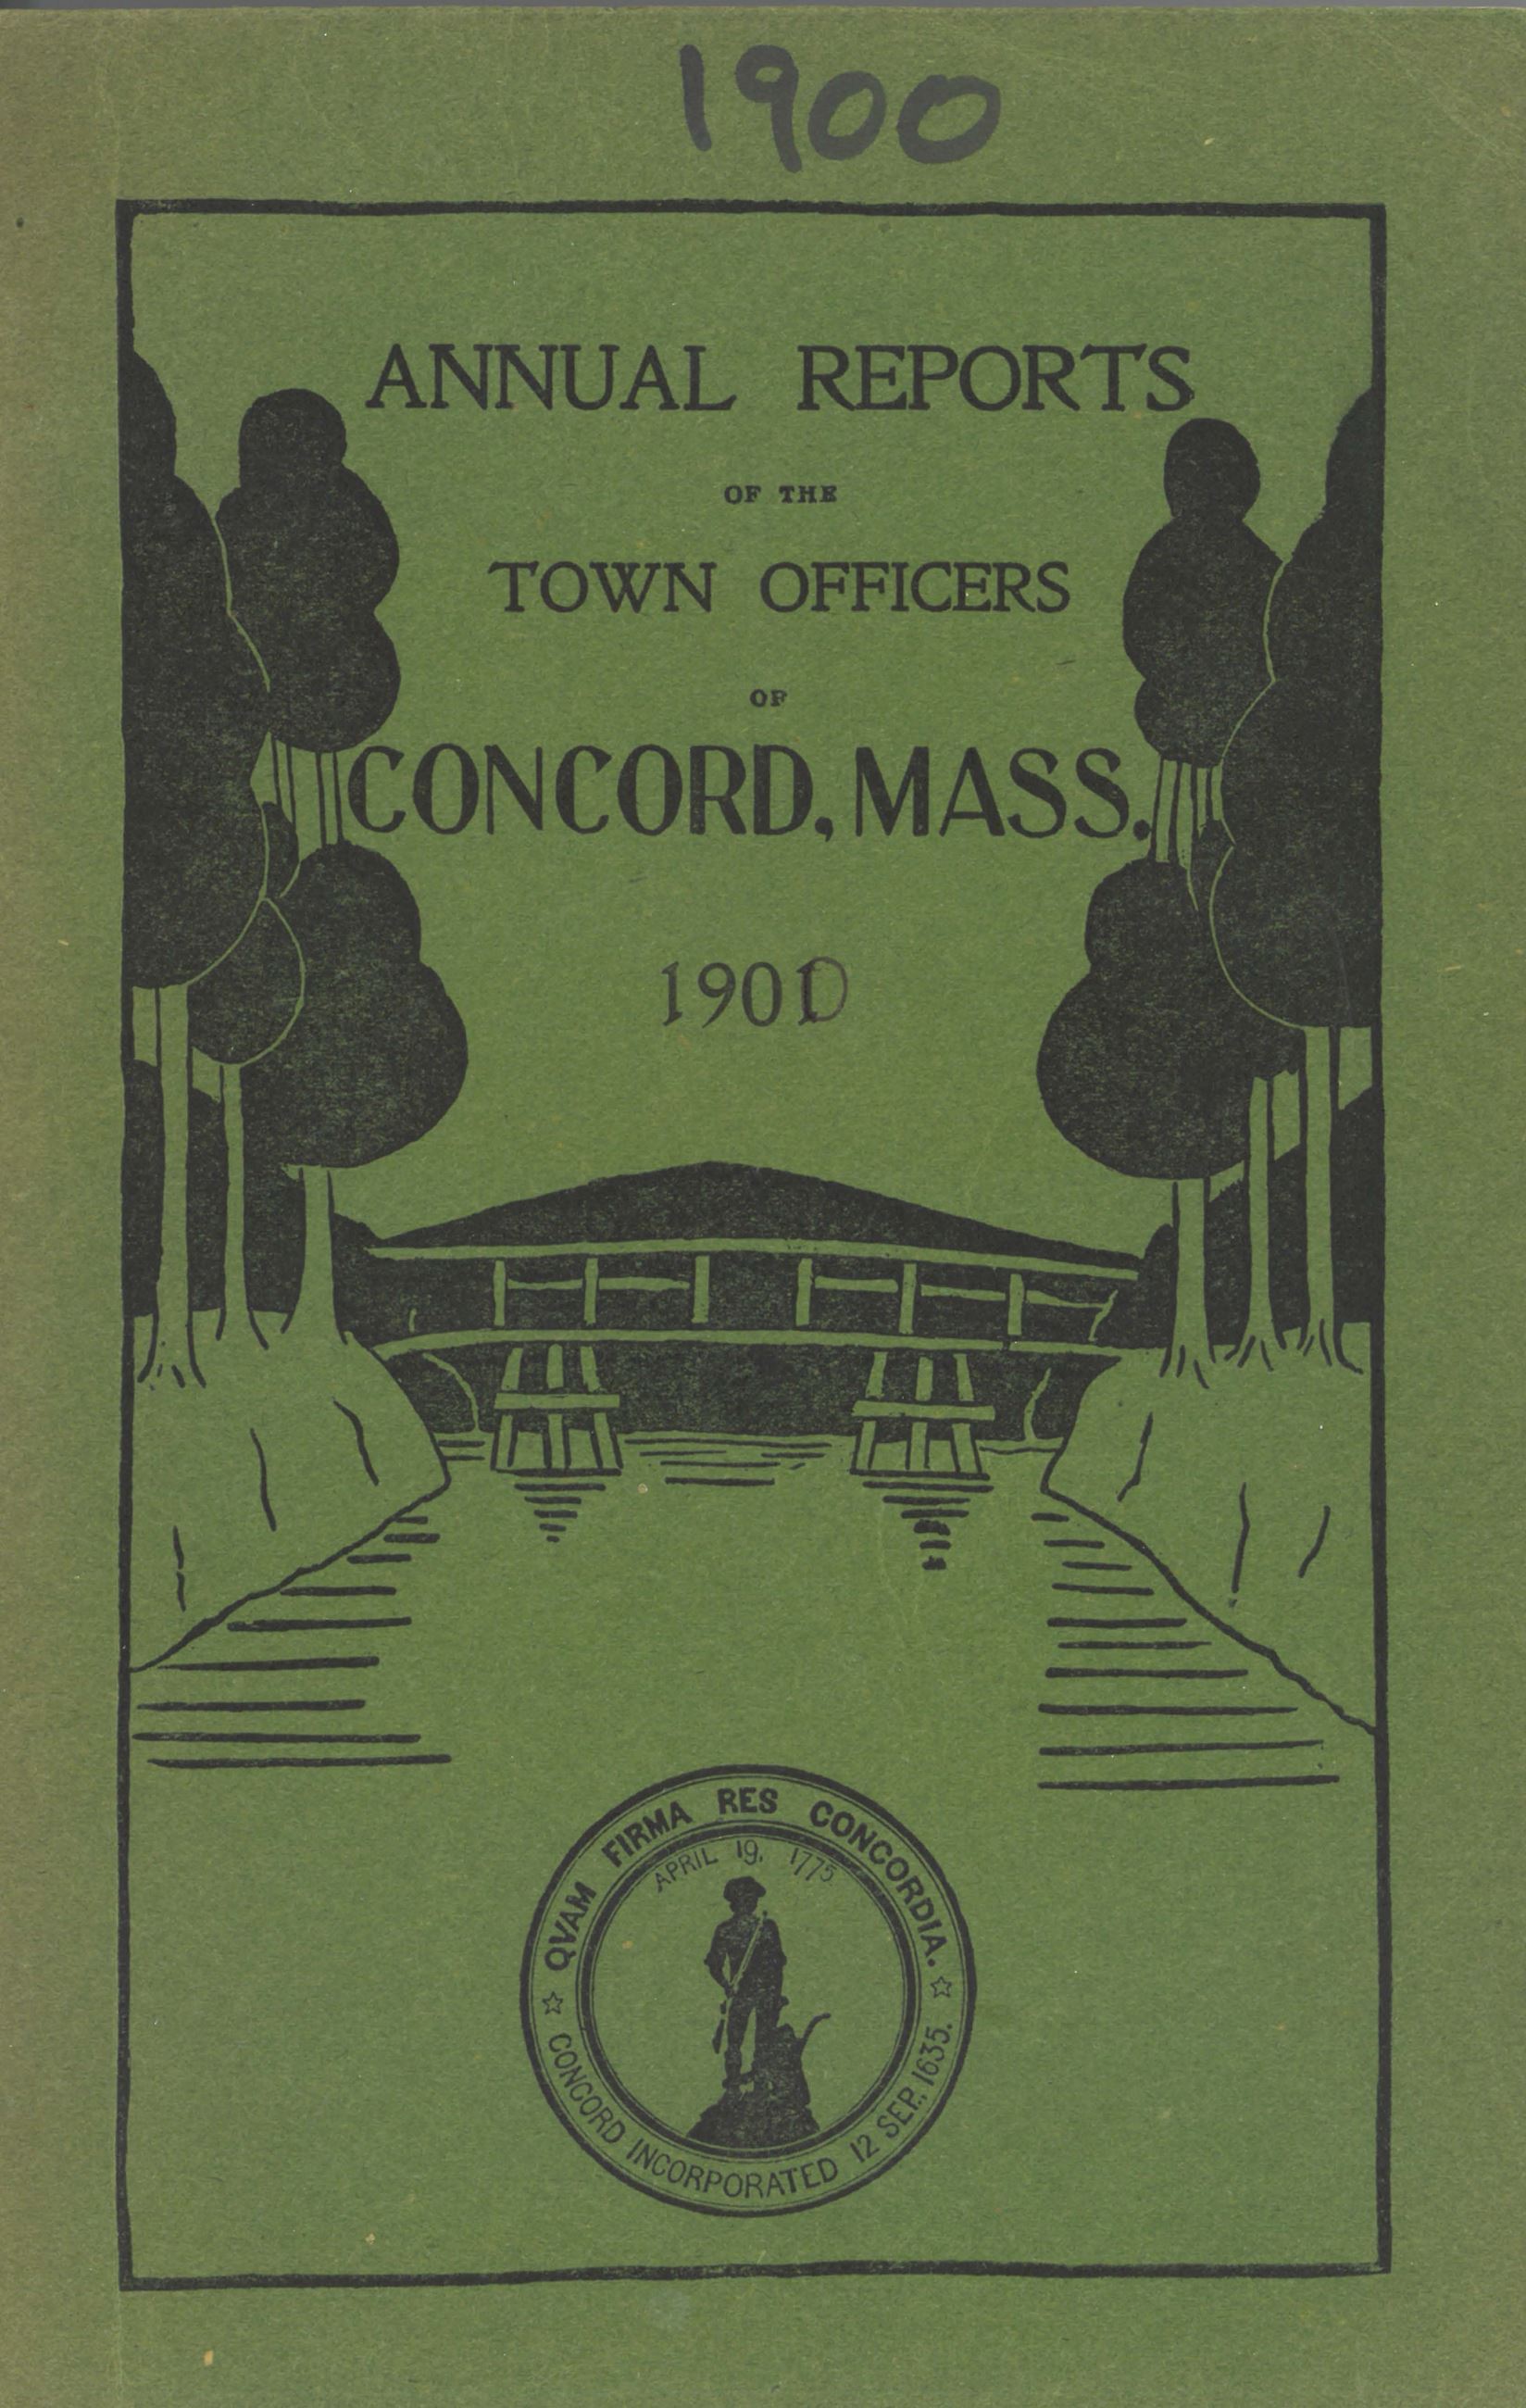 1900
ANNUAL REPORTS
OF THE
TOWN OFFICERS
OF
CONCORD, MASS.
1900
QVAM FIRMA RES CONCORDIA.
APRIL 19, 1775
CONCORD INCORPORATED 12 SEP., 1635.